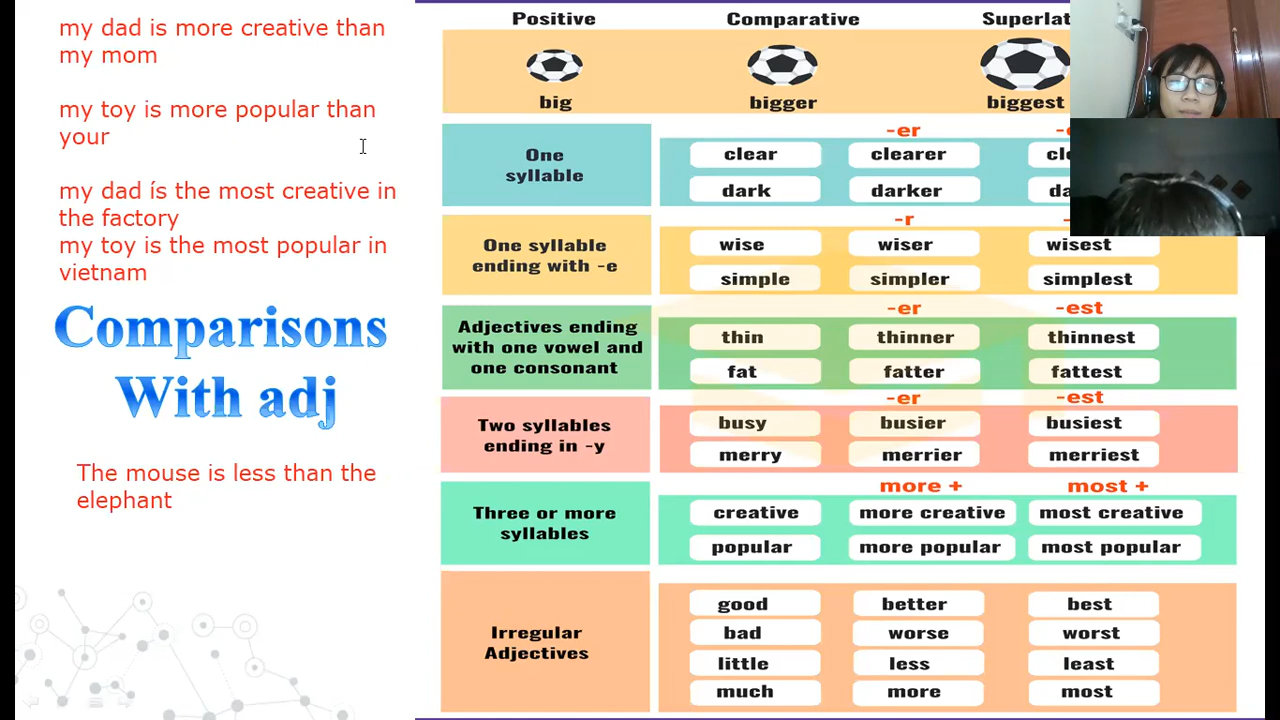 my dad is more creative than
my mom
my toy is more popular than
your
my dad ís the most creative in
the factory
my toy is the most popular in
vietnam
Comparisons
With adj
The mouse is less than the
elephant
Positive Comparative
big bigger biggest
-er
One
syllable
clear clearer
dark darker
-r
One syllable
ending with -e
wise wiser wisest
simple simpler simplest
-er -est
Adjectives ending
with one vowel and
one consonant
thin thinner thinnest
fat fatter fattest
-er -est
Two syllables
ending in -y
busy busier busiest
merry merrier merriest
more + most +
Three or more
syllables
creative more creative most creative
popular more popular most popular
Irregular
Adjectives
good better best
bad worse worst
little less least
much more most